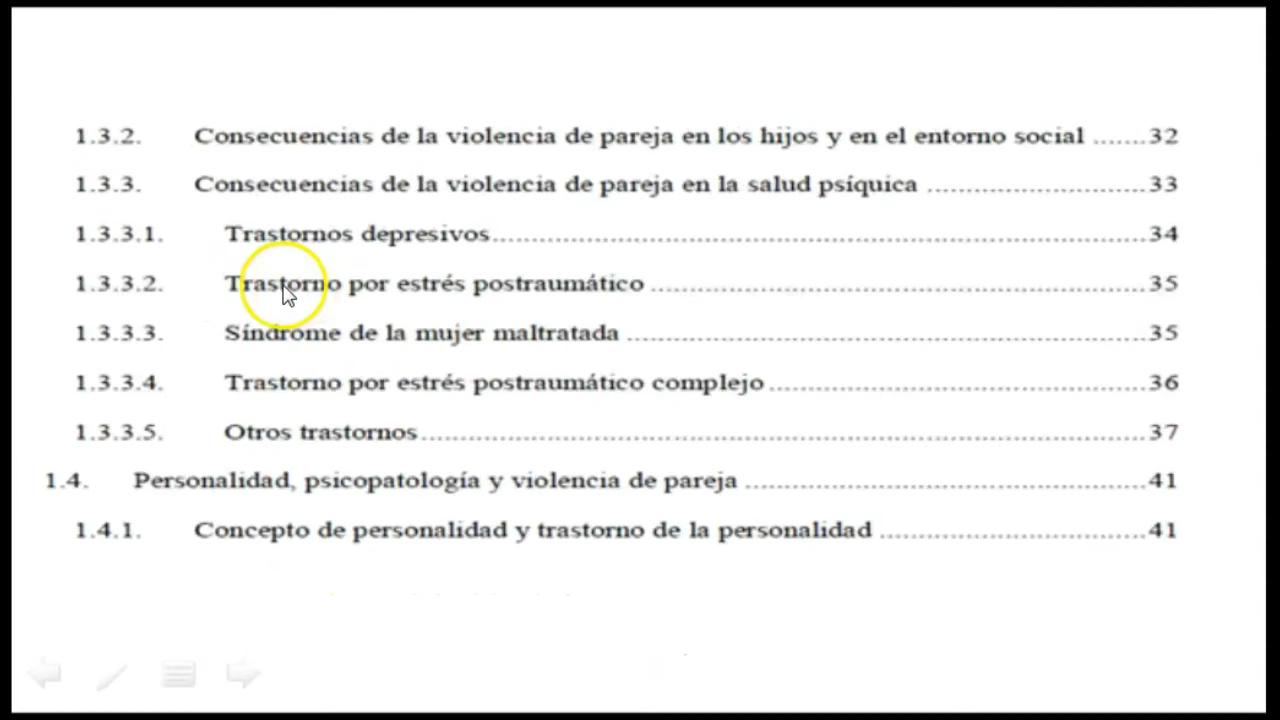 1.3.2. Consecuencias de la violencia de pareja en los hijos y en el entorno social .......32
1.3.3. Consecuencias de la violencia de pareja en la salud psíquica ............................33
1.3.3.1. Trastornos depresivos....................................................................................34
1.3.3.2. Trastorno por estrés postraumático ...............................................................35
1.3.3.3. Síndrome de la mujer maltratada ..................................................................35
1.3.3.4. Trastorno por estrés postraumático complejo................................................36
1.3.3.5. Otros trastornos.............................................................................................37
1.4. Personalidad, psicopatología y violencia de pareja ...................................................41
1.4.1. Concepto de personalidad y trastorno de la personalidad ..................................41